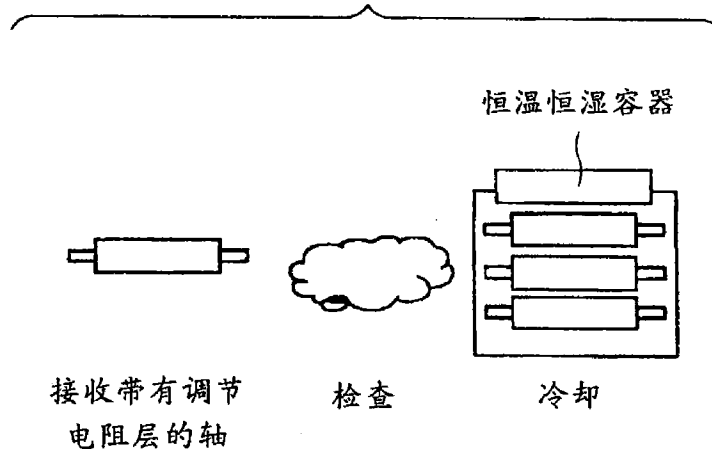 恒温恒湿容器
接收带有调节
电阻层的轴
检查
冷却